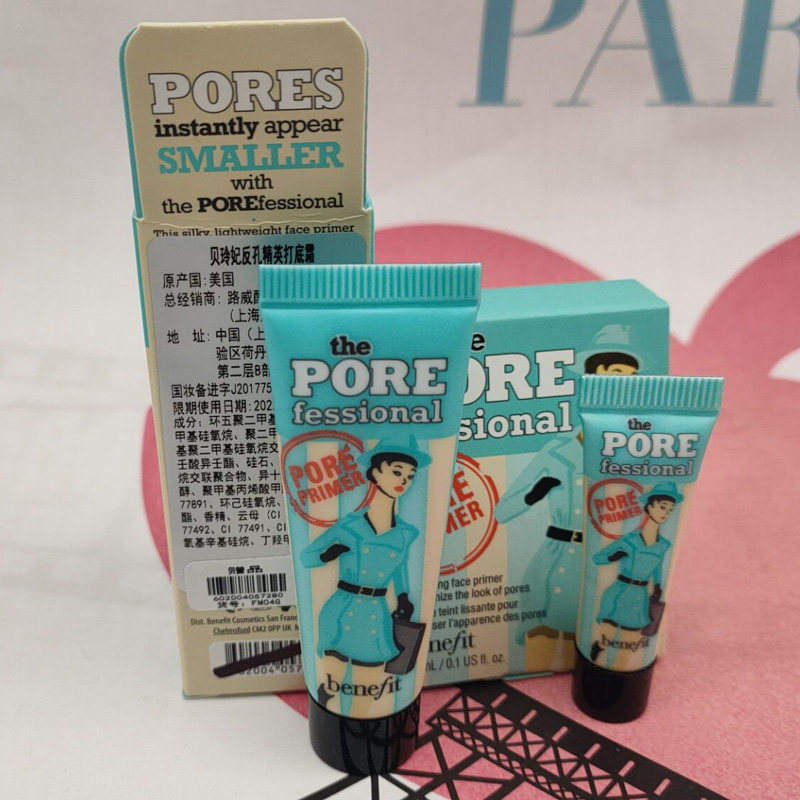 PAR
PORES
instantly appear
SMALLER
with
the POREfessional
This silky, lightweight face primer
贝玲妃反孔精英打底霜
原产国:美国
总经销商: 路威酩
(上海
地 址: 中国 (上
验区荷丹
第二层B部
国妆备进字J201775
限期使用日期:202
成分: 环五聚二甲基
甲基硅氧烷、聚二甲
基聚二甲基硅氧烷交
壬酸异壬酯、硅石、
烷交联聚合物、异十
醇、聚甲基丙烯酸甲
77891、环己硅氧烷、
酯、香精、云母 (CI
77492、CI 77491、CI
氧基辛基硅烷、丁羟甲
602004057280
货号: FM04G
Dist. Benefit Cosmetics San Franc
Chelmsford CM2 0PP UK
the
PORE
fessional
PORE
PRIMER
benefit
ORE
sional
ng face primer
mize the look of pores
teint lissante pour
ser l'apparence des pores
nefit
mL / 0.1 US fl. oz.
the
PORE
fessional
PORE
PRIMER
benefit